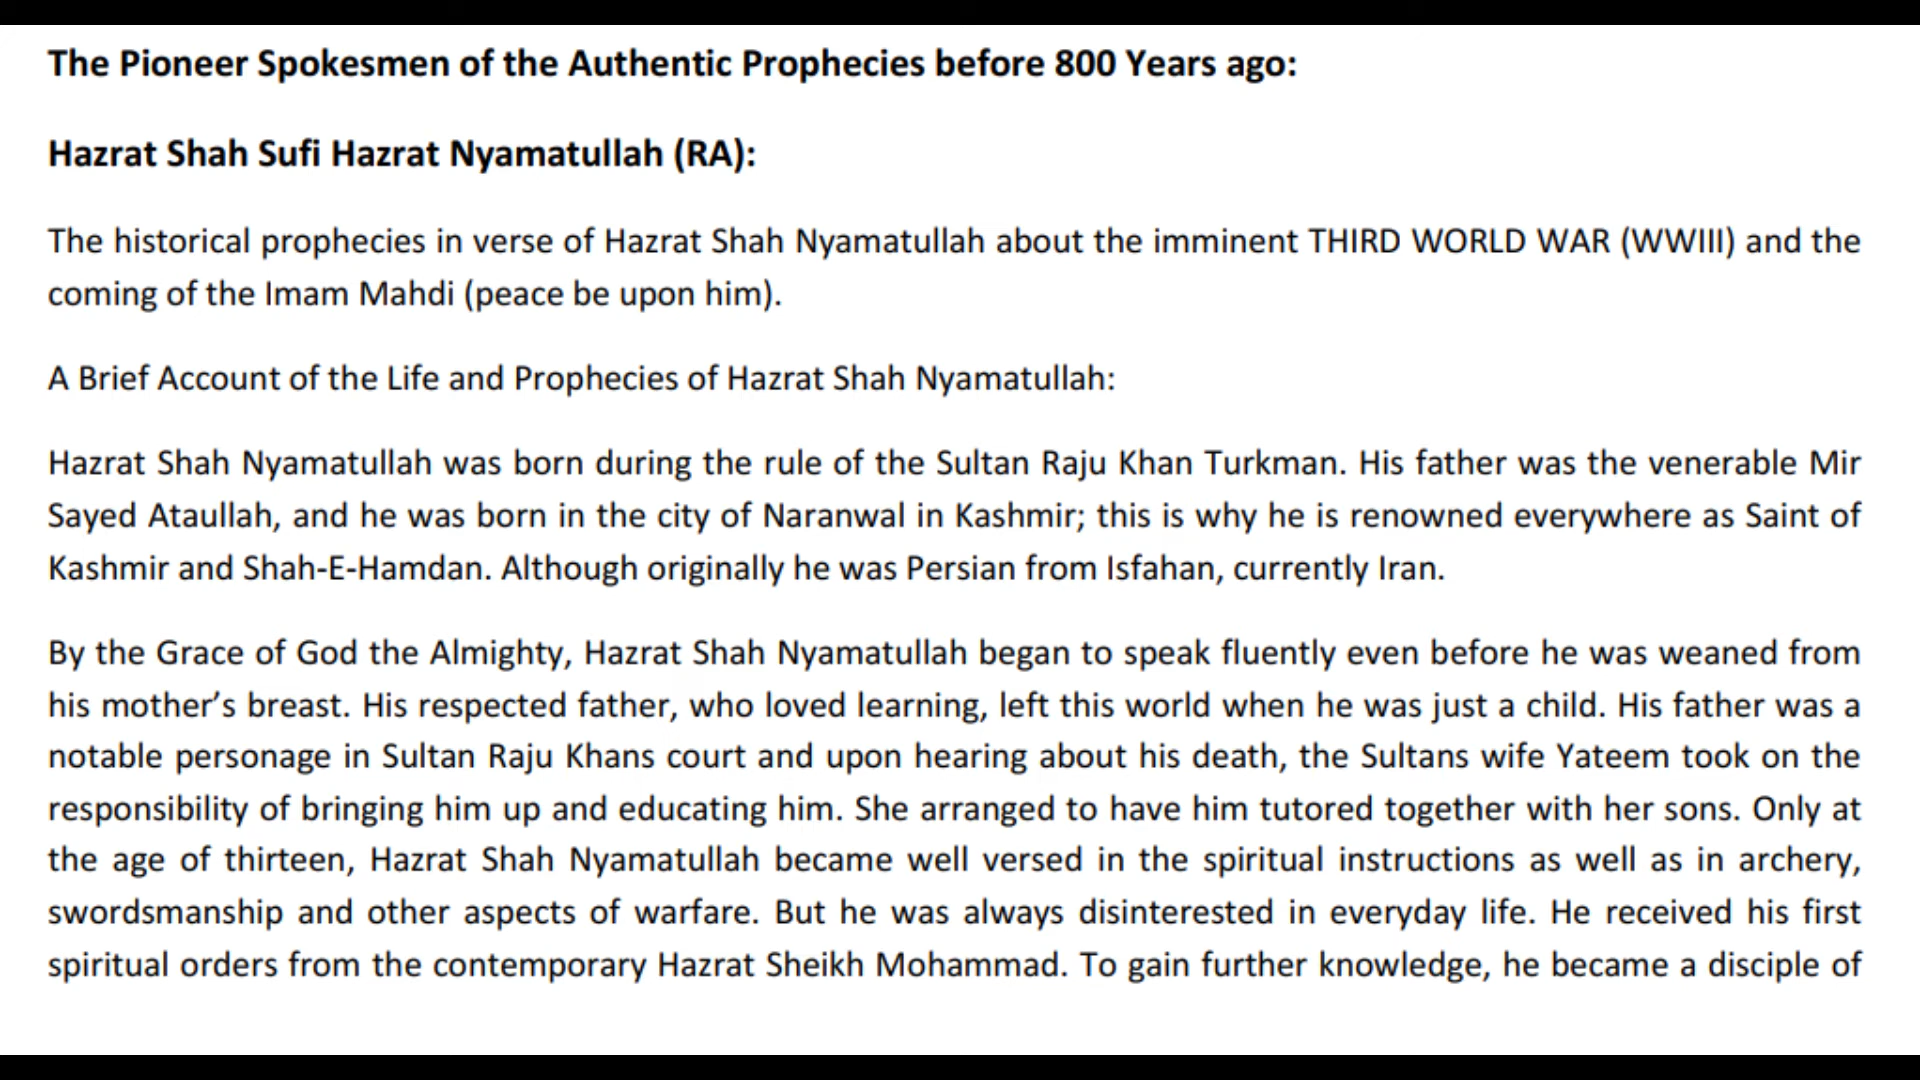 The Pioneer Spokesmen of the Authentic Prophecies before 800 Years ago:
Hazrat Shah Sufi Hazrat Nyamatullah (RA):
The historical prophecies in verse of Hazrat Shah Nyamatullah about the imminent THIRD WORLD WAR (WWIII) and the
coming of the Imam Mahdi (peace be upon him).
A Brief Account of the Life and Prophecies of Hazrat Shah Nyamatullah:
Hazrat Shah Nyamatullah was born during the rule of the Sultan Raju Khan Turkman. His father was the venerable Mir
Sayed Ataullah, and he was born in the city of Naranwal in Kashmir; this is why he is renowned everywhere as Saint of
Kashmir and Shah-E-Hamdan. Although originally he was Persian from Isfahan, currently Iran.
By the Grace of God the Almighty, Hazrat Shah Nyamatullah began to speak fluently even before he was weaned from
his mother’s breast. His respected father, who loved learning, left this world when he was just a child. His father was a
notable personage in Sultan Raju Khans court and upon hearing about his death, the Sultans wife Yateem took on the
responsibility of bringing him up and educating him. She arranged to have him tutored together with her sons. Only at
the age of thirteen, Hazrat Shah Nyamatullah became well versed in the spiritual instructions as well as in archery,
swordsmanship and other aspects of warfare. But he was always disinterested in everyday life. He received his first
spiritual orders from the contemporary Hazrat Sheikh Mohammad. To gain further knowledge, he became a disciple of